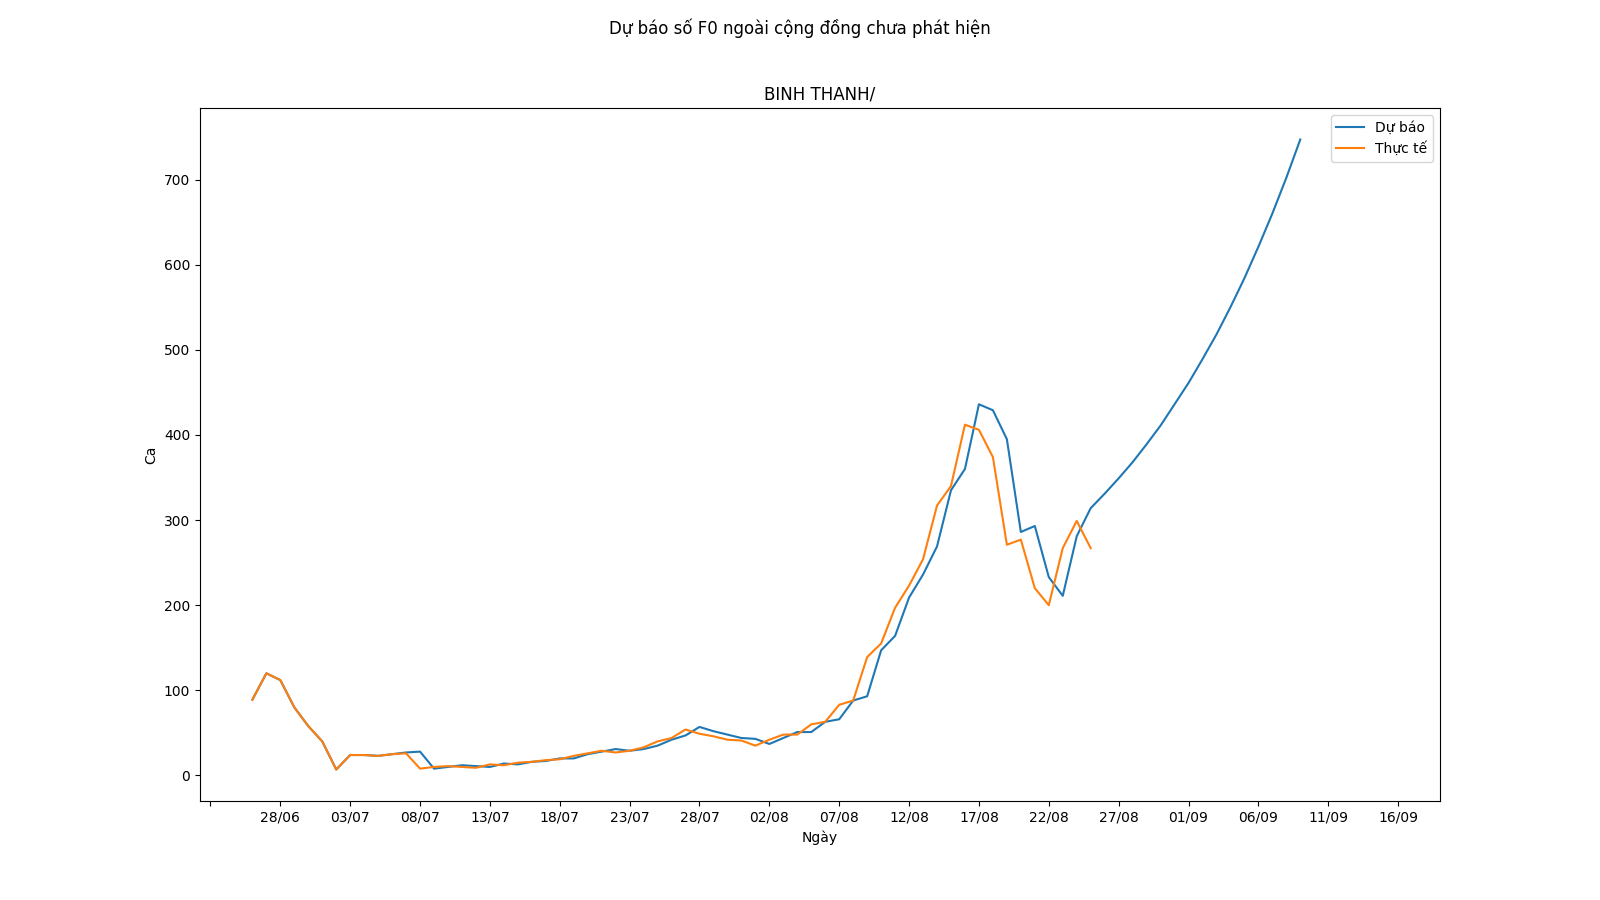 Dự báo số F0 ngoài cộng đồng chưa phát hiện
BINH THANH/
Dự báo
Thực tế
700
600
500
400
300
200
100
0
Ca
28/06 03/07 08/07 13/07 18/07 23/07 28/07 02/08 07/08 12/08 17/08 22/08 27/08 01/09 06/09 11/09 16/09
Ngày